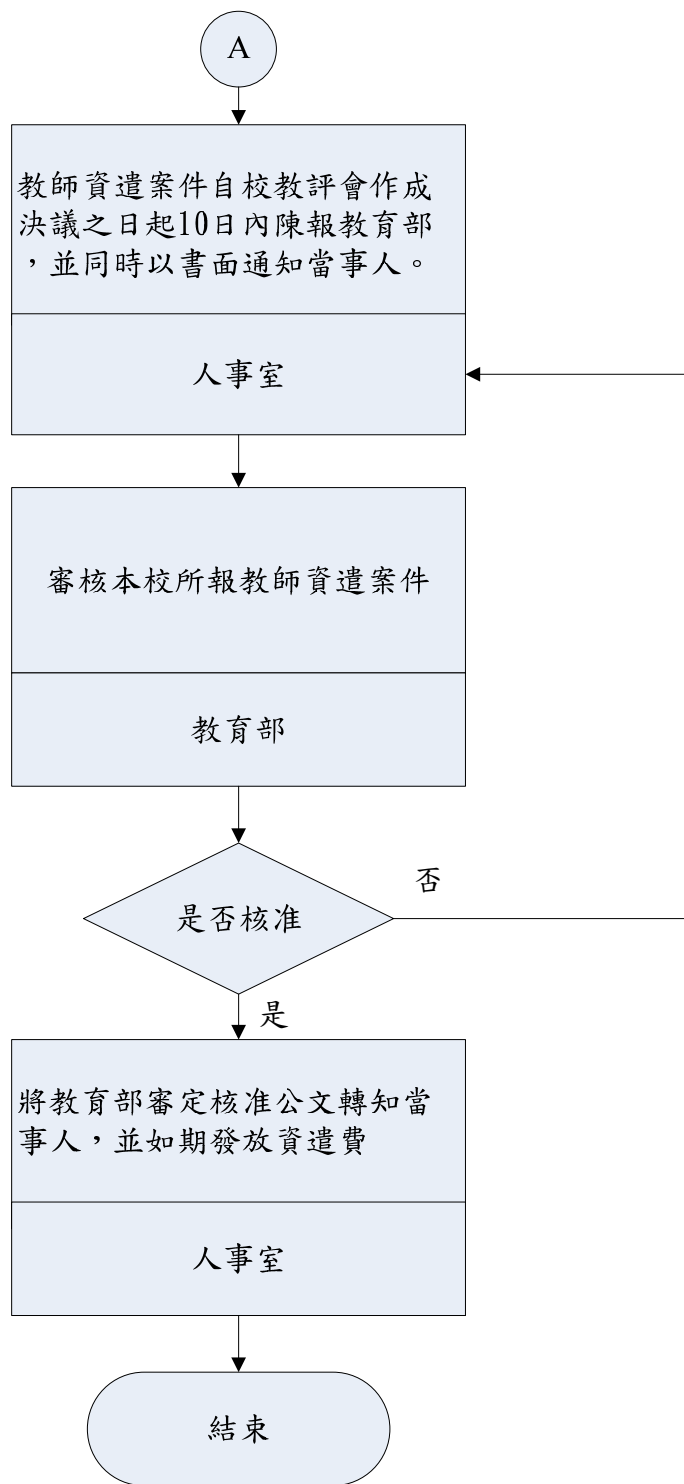 A
教師資遣案件自校教評會作成
決議之日起10日內陳報教育部
，並同時以書面通知當事人。
人事室
審核本校所報教師資遣案件
教育部
是否核准
否
是
將教育部審定核准公文轉知當
事人，並如期發放資遣費
人事室
結束